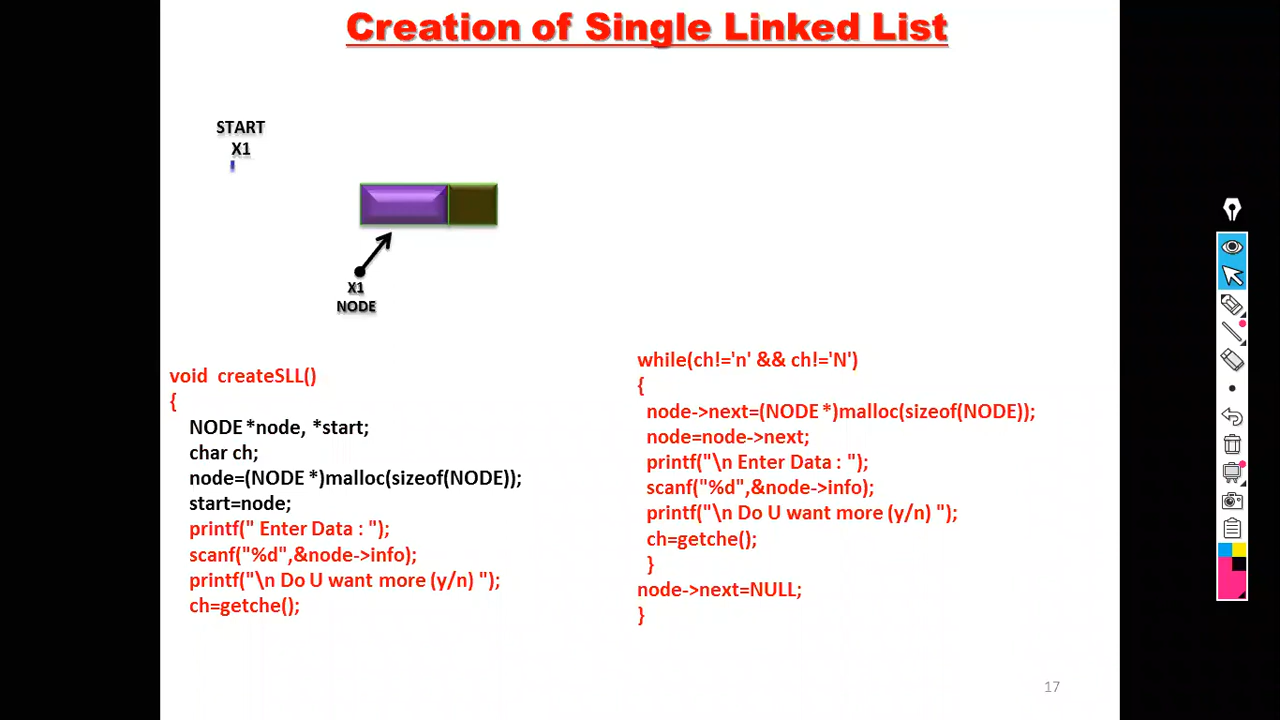 Creation of Single Linked List
START
X1
X1
NODE
void createSLL()
{
NODE *node, *start;
char ch;
node=(NODE *)malloc(sizeof(NODE));
start=node;
printf(" Enter Data : ");
scanf("%d",&node->info);
printf("\n Do U want more (y/n) ");
ch=getche();
while(ch!='n' && ch!='N')
{
node->next=(NODE *)malloc(sizeof(NODE));
node=node->next;
printf("\n Enter Data : ");
scanf("%d",&node->info);
printf("\n Do U want more (y/n) ");
ch=getche();
}
node->next=NULL;
}
17